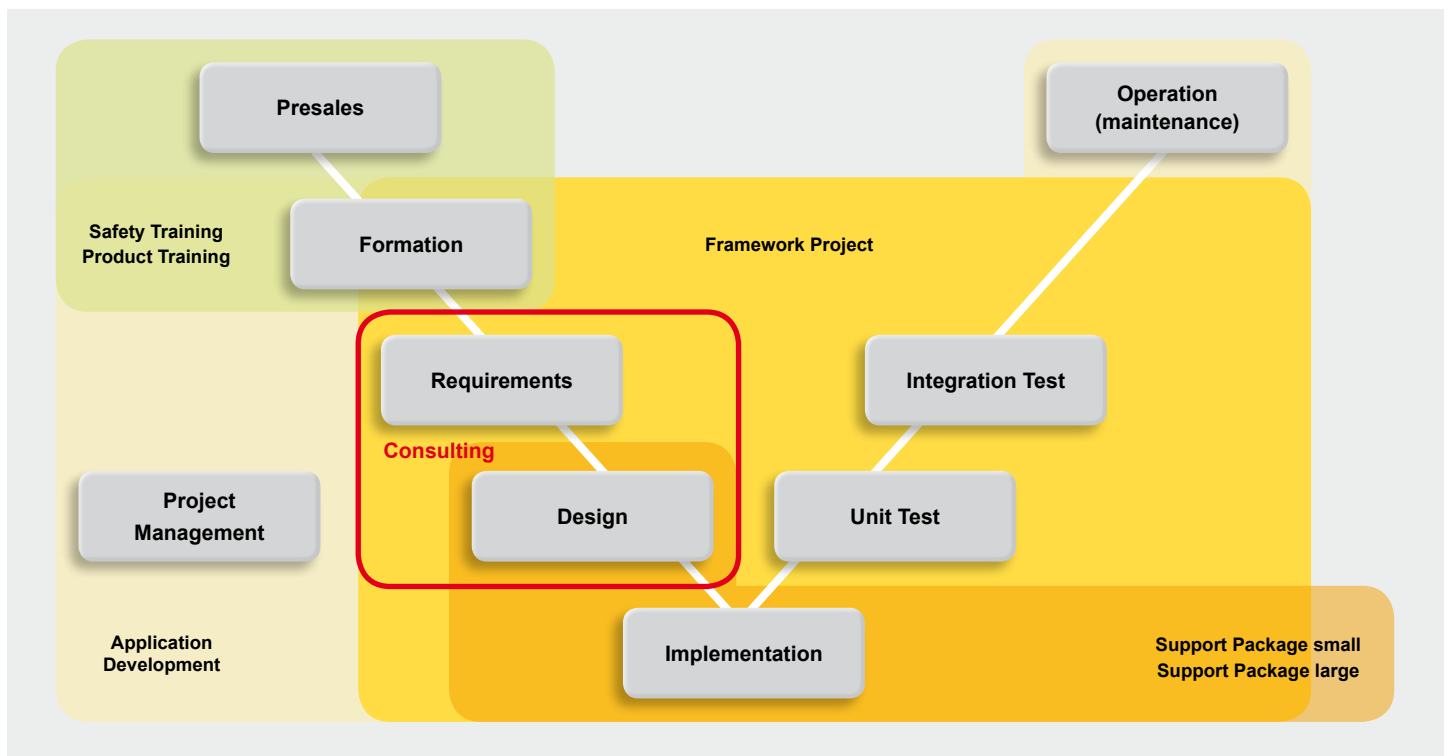 Presales
Operation
(maintenance)
Safety Training
Product Training
Formation
Framework Project
Requirements
Integration Test
Consulting
Project
Management
Design
Unit Test
Application
Development
Implementation
Support Package small
Support Package large